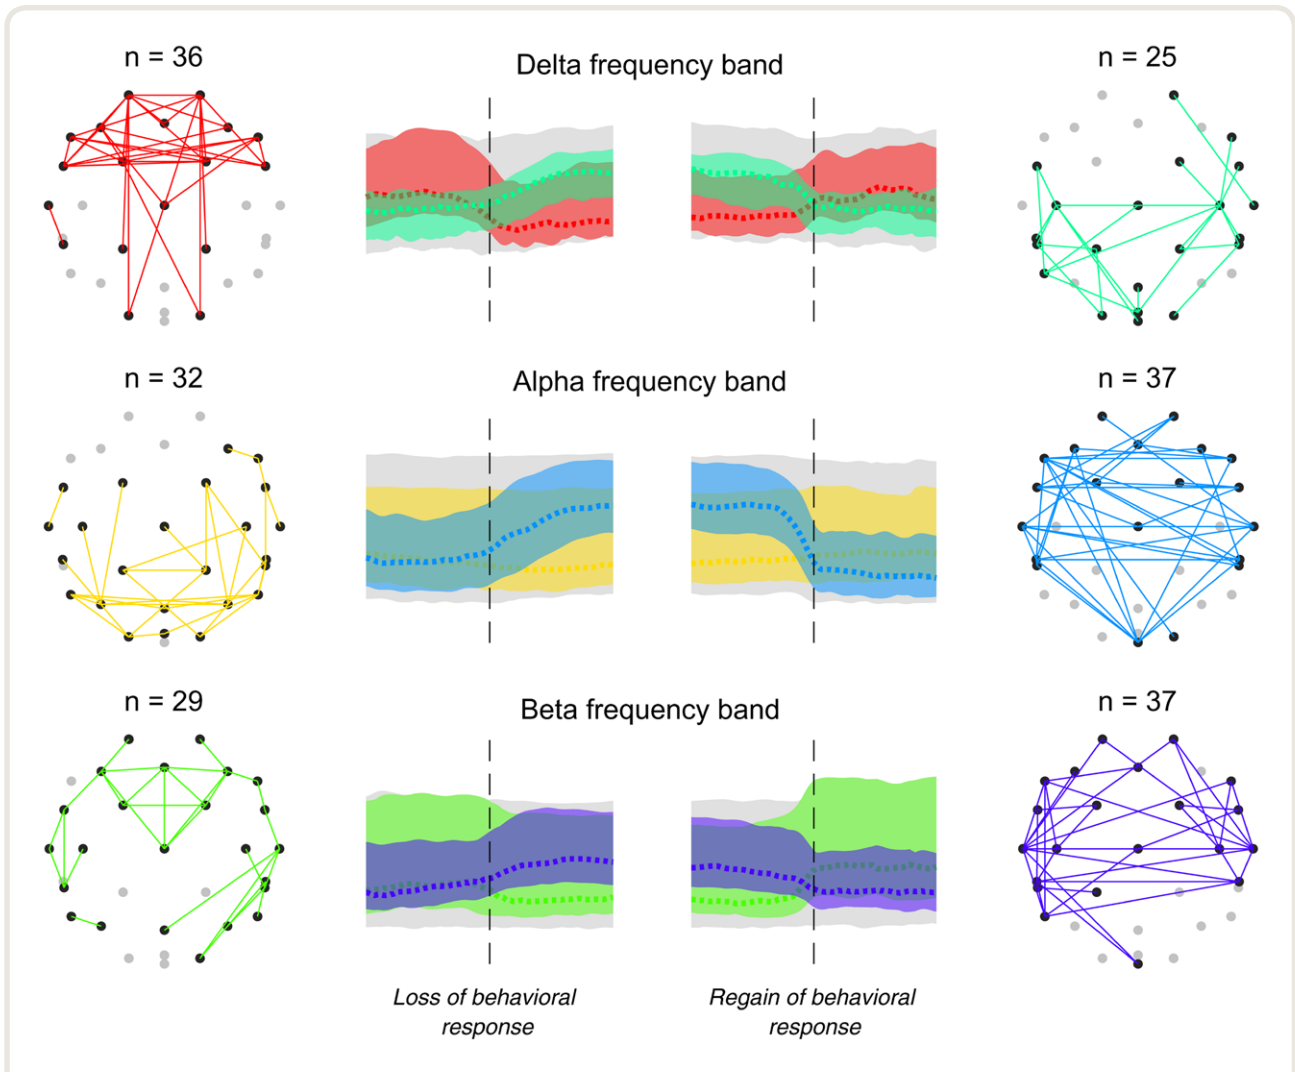 n = 36
Delta frequency band
n = 25
n = 32
Alpha frequency band
n = 37
n = 29
Beta frequency band
n = 37
Loss of behavioral
response
Regain of behavioral
response